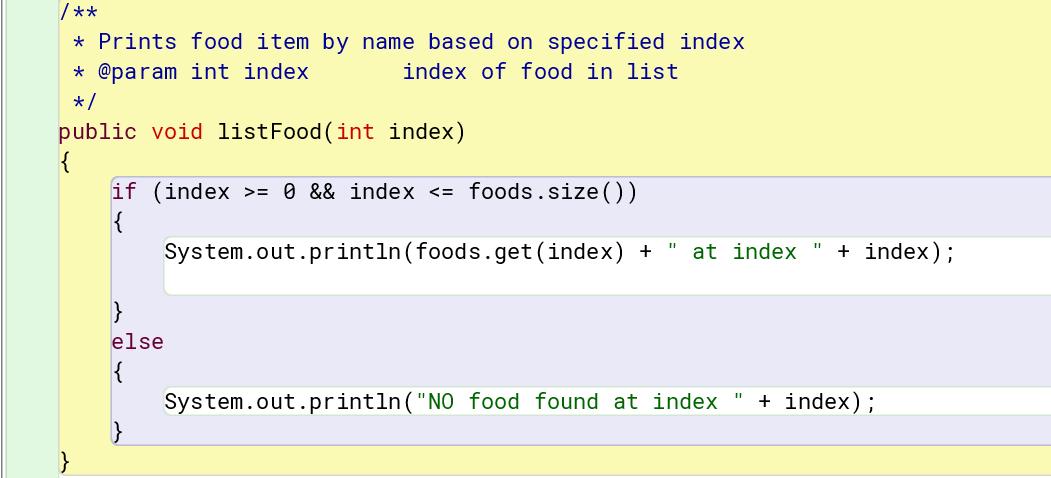 /**
 * Prints food item by name based on specified index
 * @param int index       index of food in list
 */
public void listFood(int index)
{
    if (index >= 0 && index <= foods.size())
    {
        System.out.println(foods.get(index) + " at index " + index);
    }
    else
    {
        System.out.println("NO food found at index " + index);
    }
}